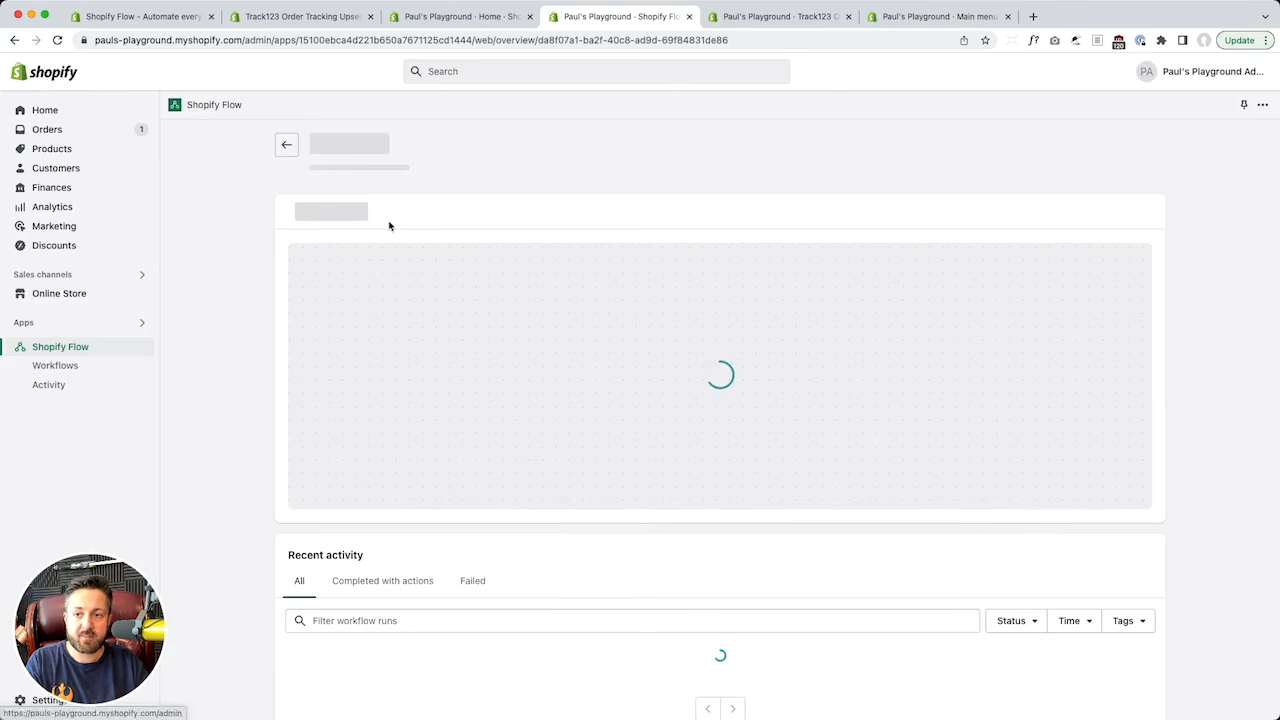 Shopify Flow - Automate every
Track123 Order Tracking Upsel
Paul's Playground · Home · Sho
Paul's Playground · Shopify Flo
Paul's Playground · Track123 O
Paul's Playground · Main menu
Update
pauls-playground.myshopify.com/admin/apps/15100ebca4d221b650a7671125cd1444/web/overview/da8f07a1-ba2f-40c8-ad9d-69f84831de86
shopify
Search
PA
Paul's Playground Ad...
Home
Orders
1
Products
Customers
Finances
Analytics
Marketing
Discounts
Sales channels
Online Store
Apps
Shopify Flow
Workflows
Activity
Settings
https://pauls-playground.myshopify.com/admin
Shopify Flow
Recent activity
All
Completed with actions
Failed
Filter workflow runs
Status
Time
Tags